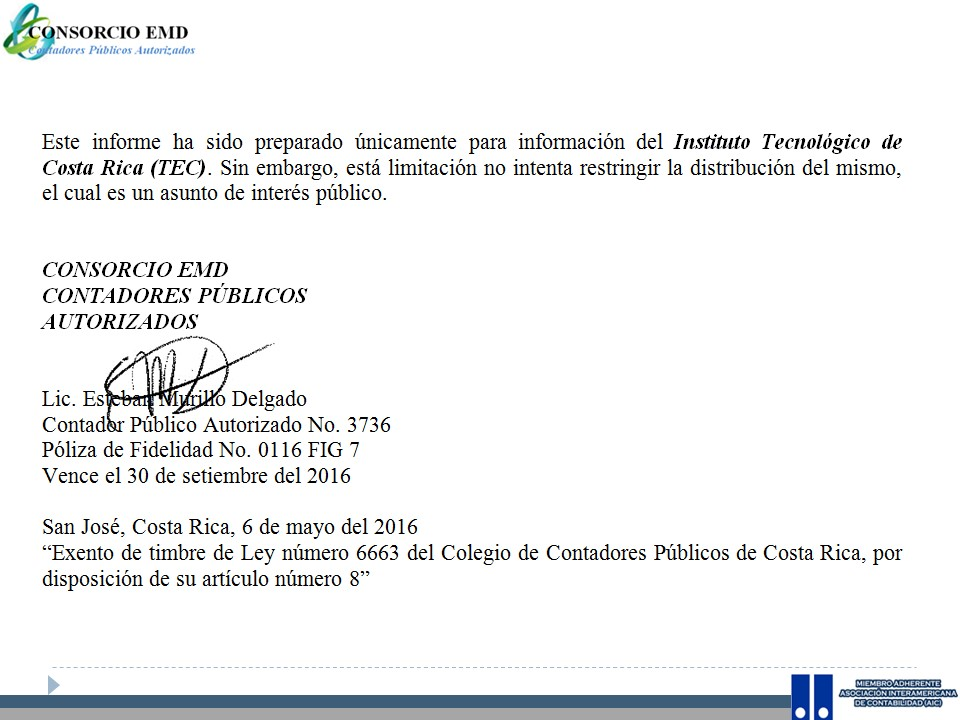 CONSORCIO EMD
Contadores Públicos Autorizados
Este informe ha sido preparado únicamente para información del Instituto Tecnológico de
Costa Rica (TEC). Sin embargo, está limitación no intenta restringir la distribución del mismo,
el cual es un asunto de interés público.
CONSORCIO EMD
CONTADORES PÚBLICOS
AUTORIZADOS
Lic. Esteban Murillo Delgado
Contador Público Autorizado No. 3736
Póliza de Fidelidad No. 0116 FIG 7
Vence el 30 de setiembre del 2016
San José, Costa Rica, 6 de mayo del 2016
“Exento de timbre de Ley número 6663 del Colegio de Contadores Públicos de Costa Rica, por
disposición de su artículo número 8”
MIEMBRO ADHERENTE
ASOCIACIÓN INTERAMERICANA
DE CONTABILIDAD (AIC)